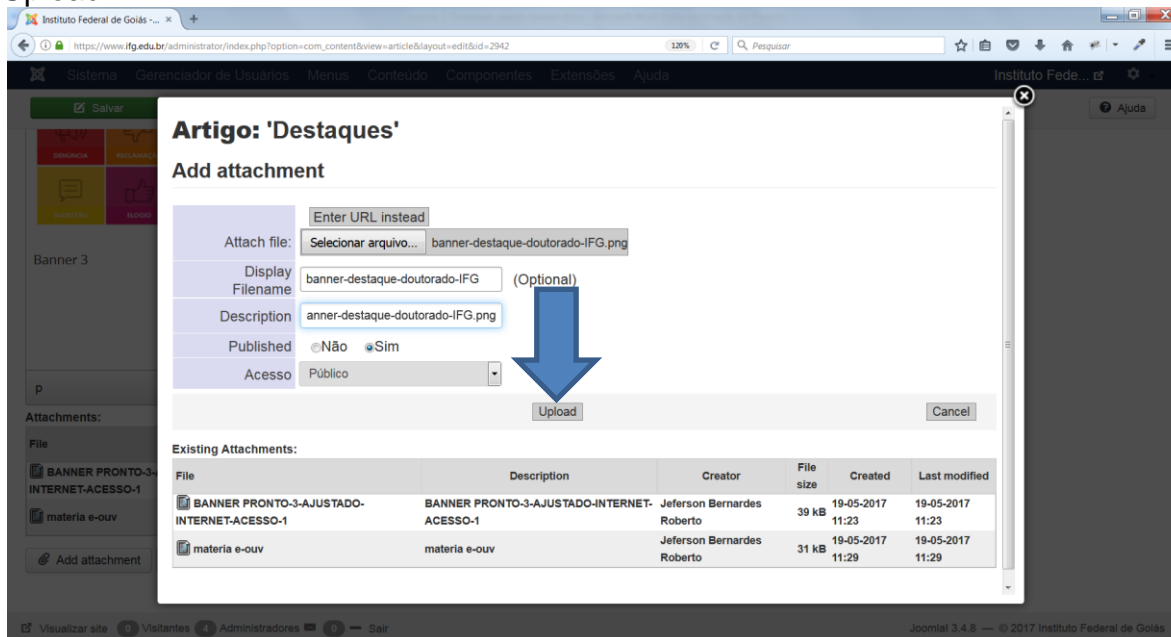 Instituto Federal de Goiás -... × +
https://www.ifg.edu.br/administrator/index.php?option=com_content&view=article&layout=edit&id=2942 120% Pesquisar
Sistema Gerenciador de Usuários Menus Conteúdo Componentes Extensões Ajuda Instituto Fede...
Salvar Ajuda
DENÚNCIA
ELOGIO
Banner 3
p
Attachments:
File
BANNER PRONTO-3-
INTERNET-ACESSO-1
materia e-ouv
Add attachment
Artigo: 'Destaques'
Add attachment
Enter URL instead
Attach file: Selecionar arquivo... banner-destaque-doutorado-IFG.png
Display
Filename banner-destaque-doutorado-IFG (Optional)
Description anner-destaque-doutorado-IFG.png
Published Não Sim
Acesso Público
Upload Cancel
Existing Attachments:
File Description Creator File size Created Last modified
BANNER PRONTO-3-AJUSTADO- BANNER PRONTO-3-AJUSTADO-INTERNET- Jeferson Bernardes 39 kB 19-05-2017 19-05-2017
INTERNET-ACESSO-1 ACESSO-1 Roberto 11:23 11:23
materia e-ouv materia e-ouv Jeferson Bernardes 31 kB 19-05-2017 19-05-2017
Roberto 11:29 11:29
Visualizar site 0 Visitantes 4 Administradores 0 Sair Joomla! 3.4.8 — © 2017 Instituto Federal de Goiás